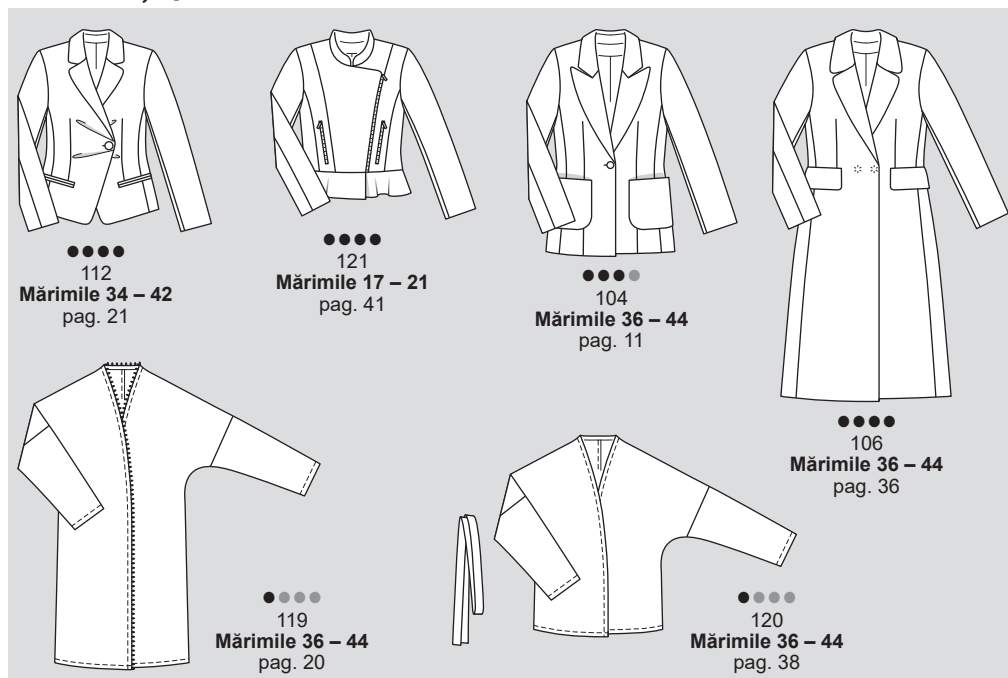 112
Mărimile 34 – 42
pag. 21
121
Mărimile 17 – 21
pag. 41
104
Mărimile 36 – 44
pag. 11
106
Mărimile 36 – 44
pag. 36
119
Mărimile 36 – 44
pag. 20
120
Mărimile 36 – 44
pag. 38